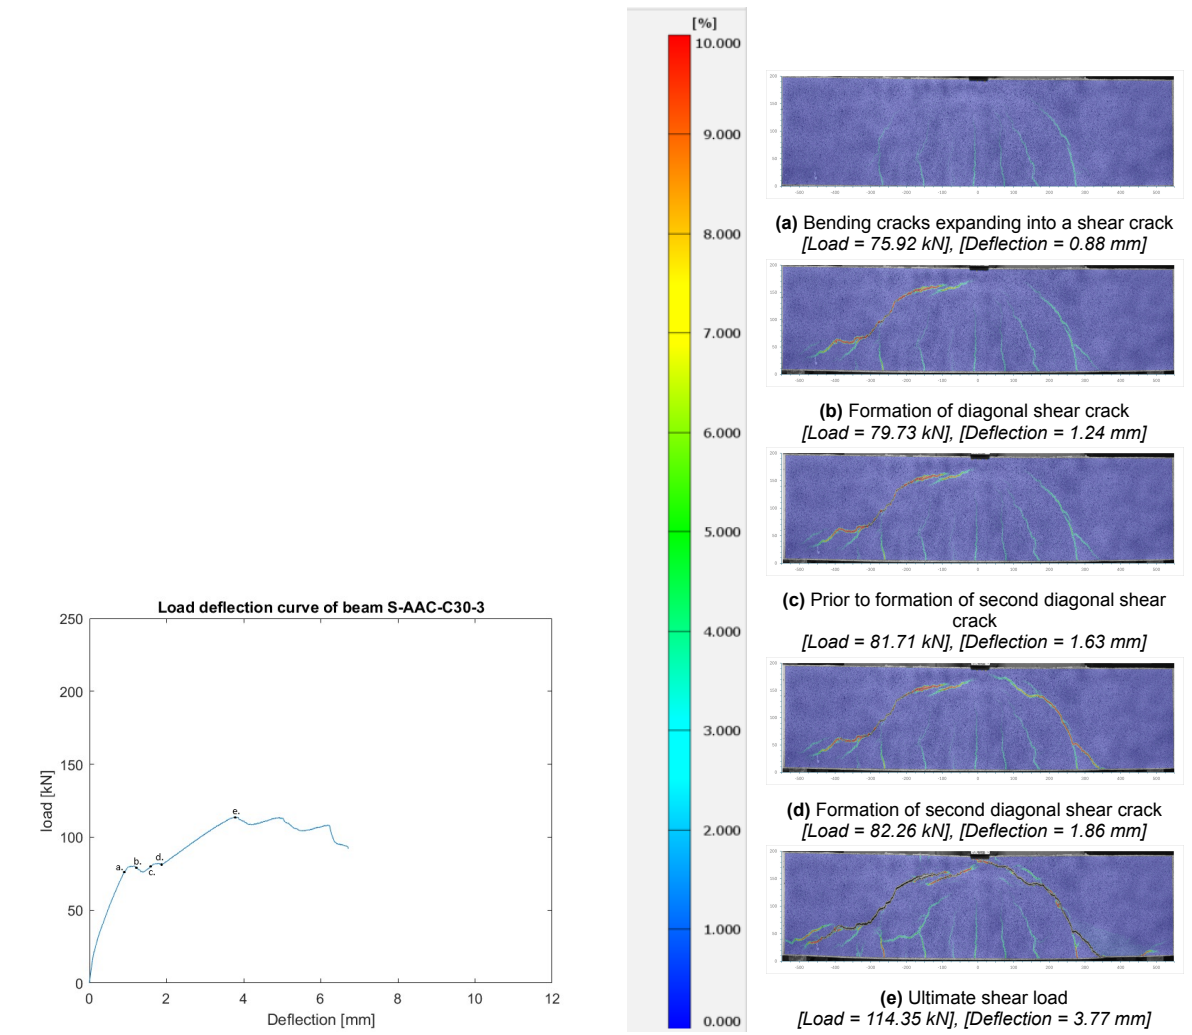 Load deflection curve of beam S-AAC-C30-3
250
200
150
100
50
0
load [kN]
a.
b.
c.
d.
e.
0 2 4 6 8 10 12
Deflection [mm]
[%]
10.000
9.000
8.000
7.000
6.000
5.000
4.000
3.000
2.000
1.000
0.000
(a) Bending cracks expanding into a shear crack
[Load = 75.92 kN], [Deflection = 0.88 mm]
(b) Formation of diagonal shear crack
[Load = 79.73 kN], [Deflection = 1.24 mm]
(c) Prior to formation of second diagonal shear
crack
[Load = 81.71 kN], [Deflection = 1.63 mm]
(d) Formation of second diagonal shear crack
[Load = 82.26 kN], [Deflection = 1.86 mm]
(e) Ultimate shear load
[Load = 114.35 kN], [Deflection = 3.77 mm]